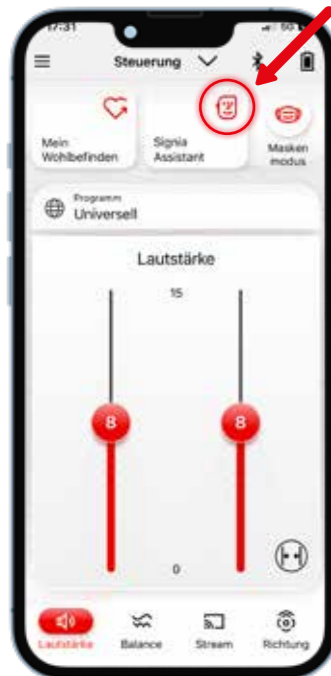 17:31
5G
Steuerung
Mein
Wohlbefinden
Signia
Assistant
Masken
modus
Programm
Universell
Lautstärke
15
8
8
0
Lautstärke
Balance
Stream
Richtung